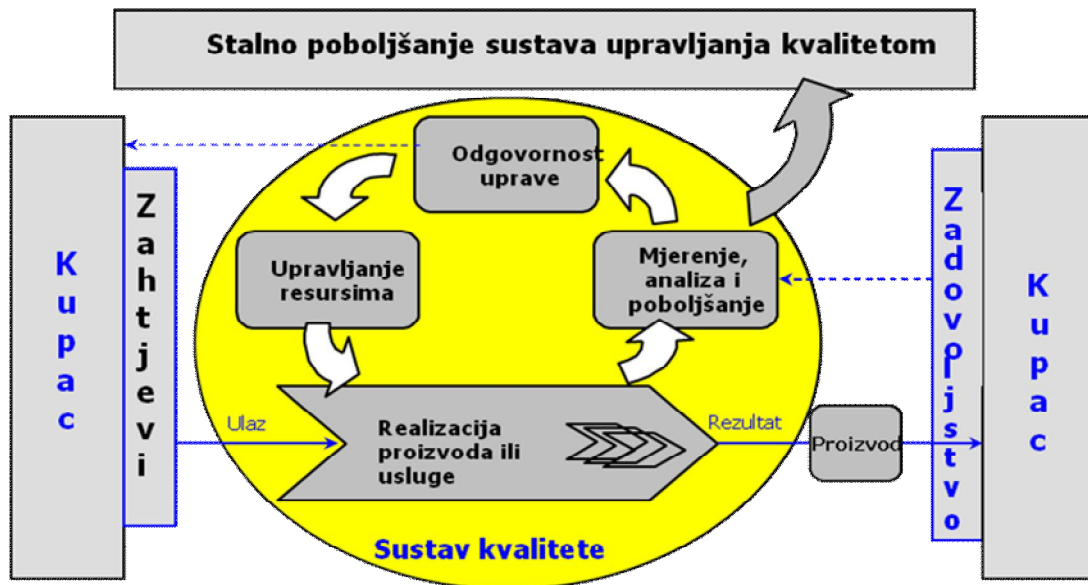 Stalno poboljšanje sustava upravljanja kvalitetom
Kupac
Zahtjevi
Odgovornost
uprave
Upravljanje
resursima
Mjerenje,
analiza i
poboljšanje
Ulaz
Realizacija
proizvoda ili
usluge
Rezultat
Proizvod
Zadovoljstvo
Kupac
Sustav kvalitete